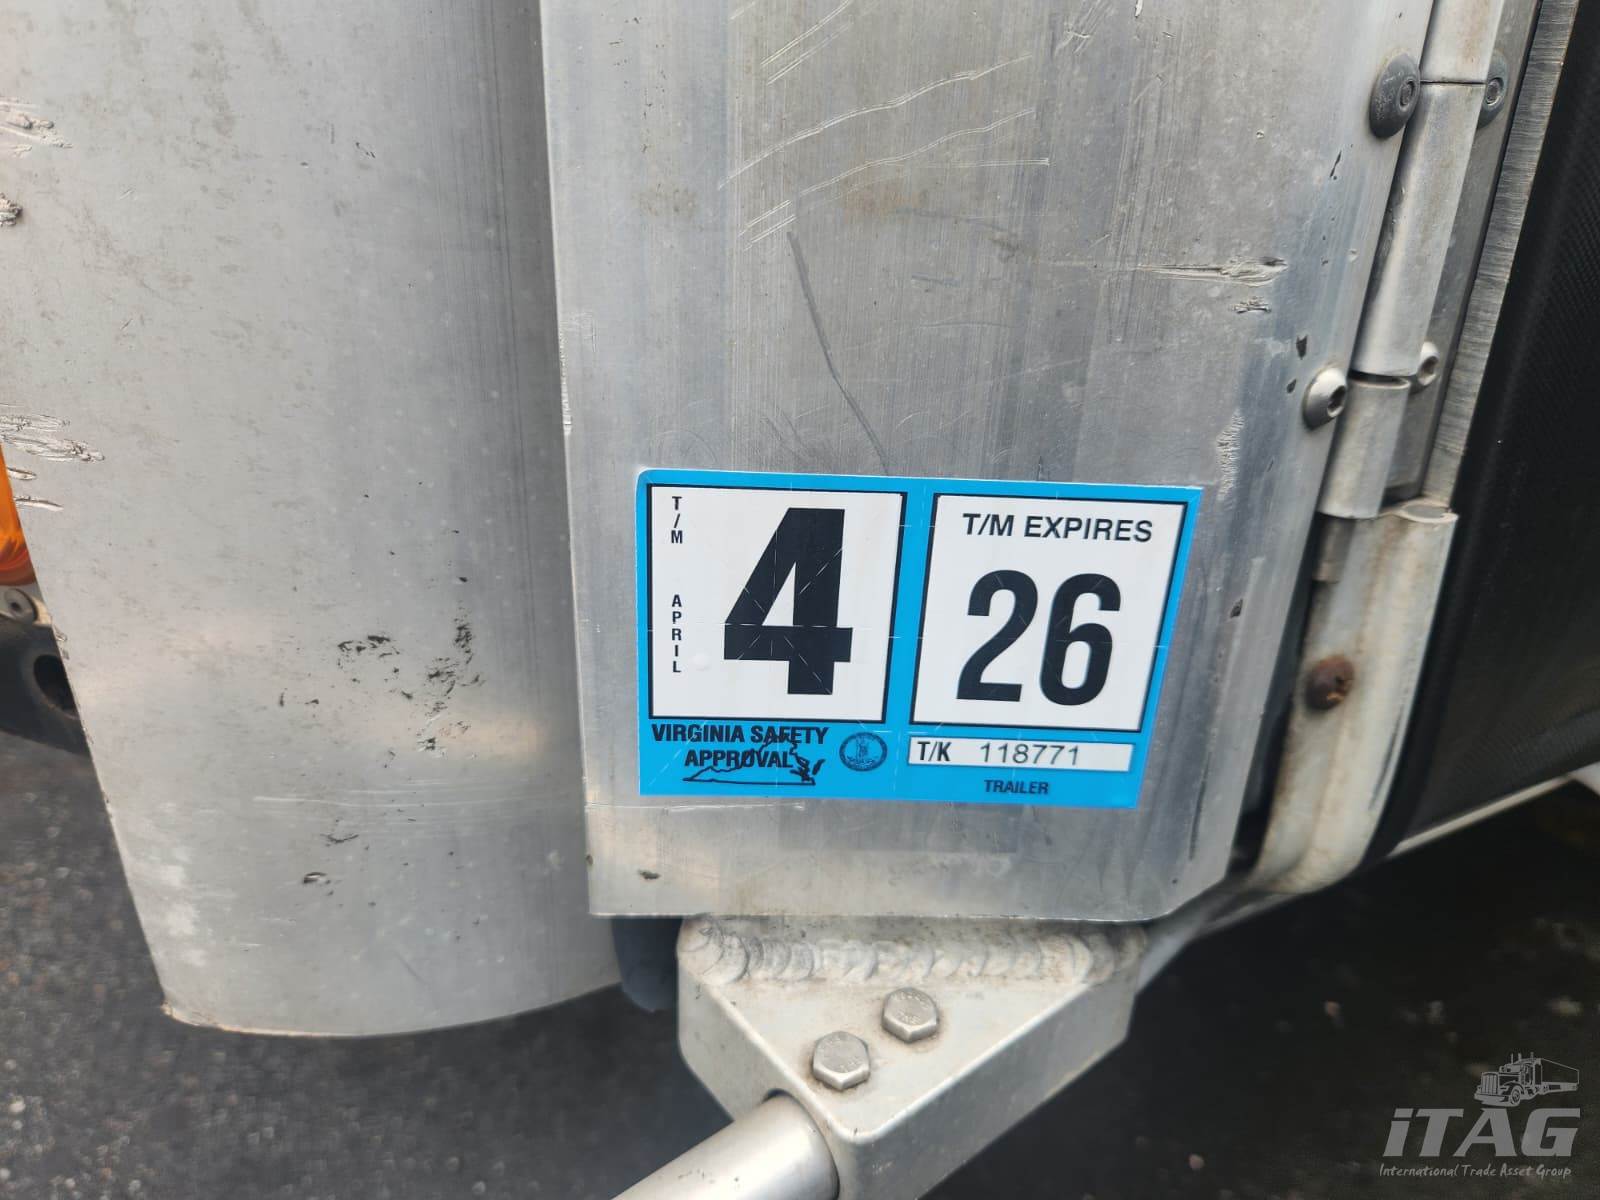 T/M APRIL
4
T/M EXPIRES
26
VIRGINIA SAFETY
APPROVAL
T/K 118771
TRAILER
iTAG
International Trade Asset Group